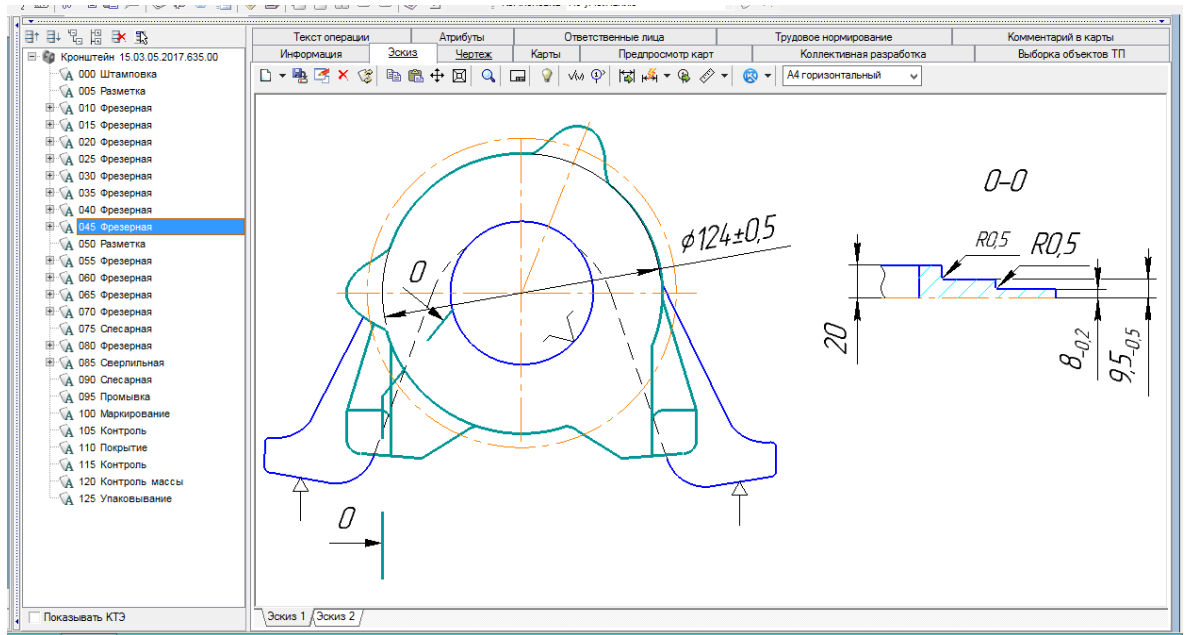 Текст операции
Атрибуты
Ответственные лица
Трудовое нормирование
Комментарий в карты
Информация
Эскиз
Чертеж
Карты
Предпросмотр карт
Коллективная разработка
Выборка объектов ТП
А4 горизонтальный
Кронштейн 15.03.05.2017.635.00
000 Штамповка
005 Разметка
010 Фрезерная
015 Фрезерная
020 Фрезерная
025 Фрезерная
030 Фрезерная
035 Фрезерная
040 Фрезерная
045 Фрезерная
050 Разметка
055 Фрезерная
060 Фрезерная
065 Фрезерная
070 Фрезерная
075 Слесарная
080 Фрезерная
085 Сверлильная
090 Слесарная
095 Промывка
100 Маркирование
105 Контроль
110 Покрытие
115 Контроль
120 Контроль массы
125 Упаковывание
Показывать КТЭ
О
⌀124±0,5
О
О-О
R0,5
R0,5
20
8-0,2
9,5-0,5
Эскиз 1
Эскиз 2